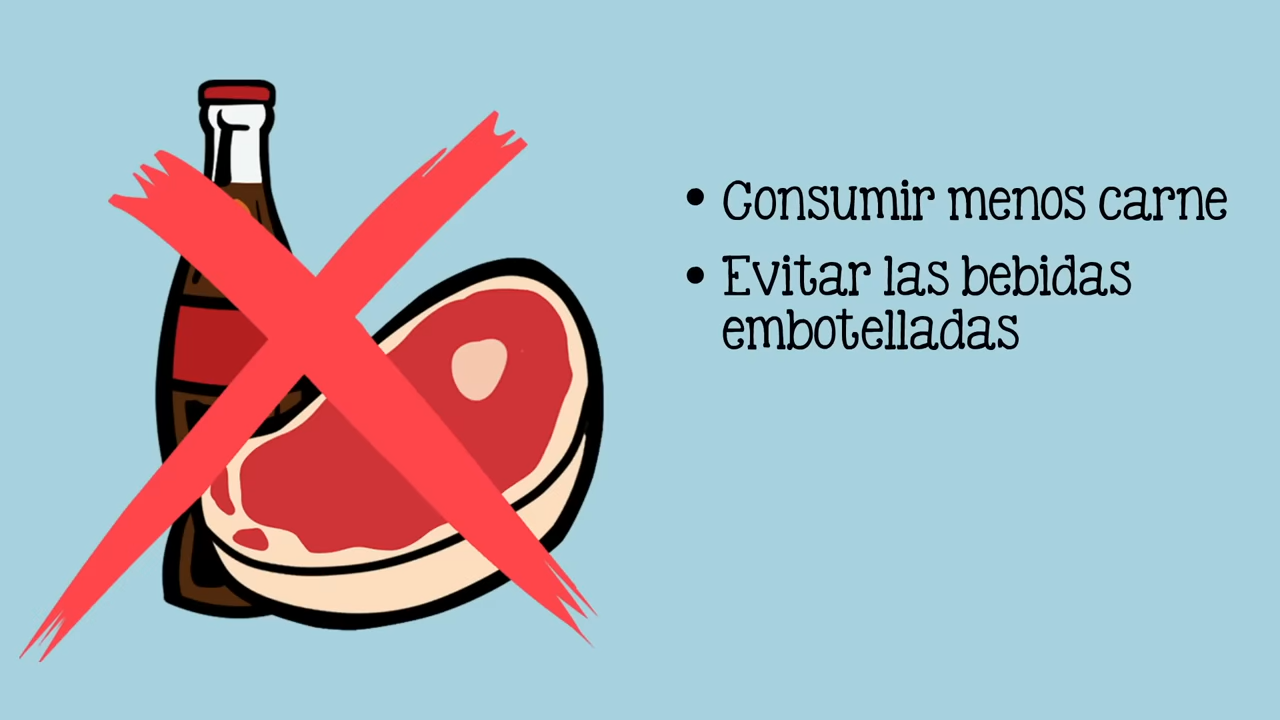 • Consumir menos carne
• Evitar las bebidas
embotelladas